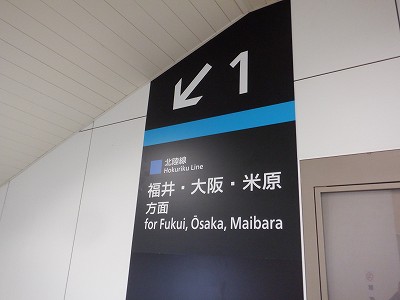 1
北陸線
Hokuriku Line
福井・大阪・米原
方面
for Fukui, Ōsaka, Maibara